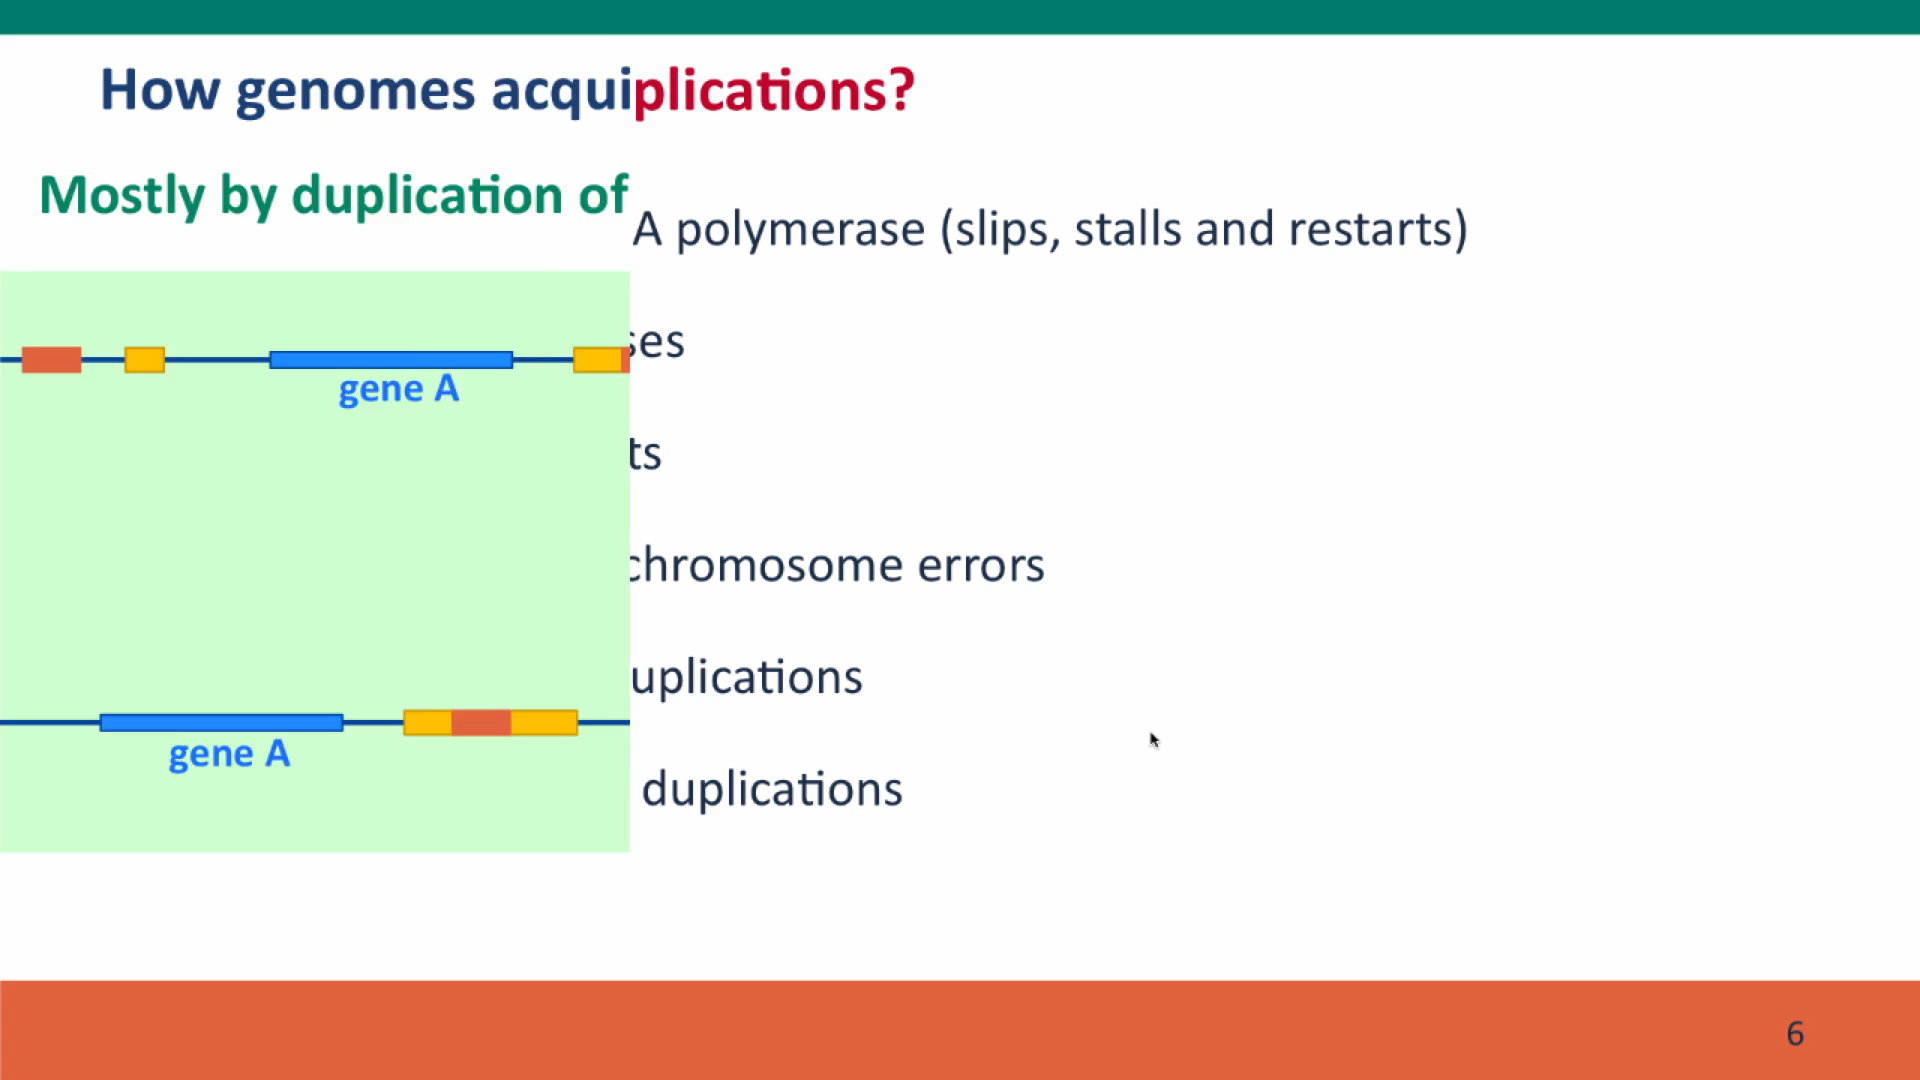 How genomes acquiplications?
Mostly by duplication of
A polymerase (slips, stalls and restarts)
ses
gene A
ts
chromosome errors
uplications
gene A
duplications
6